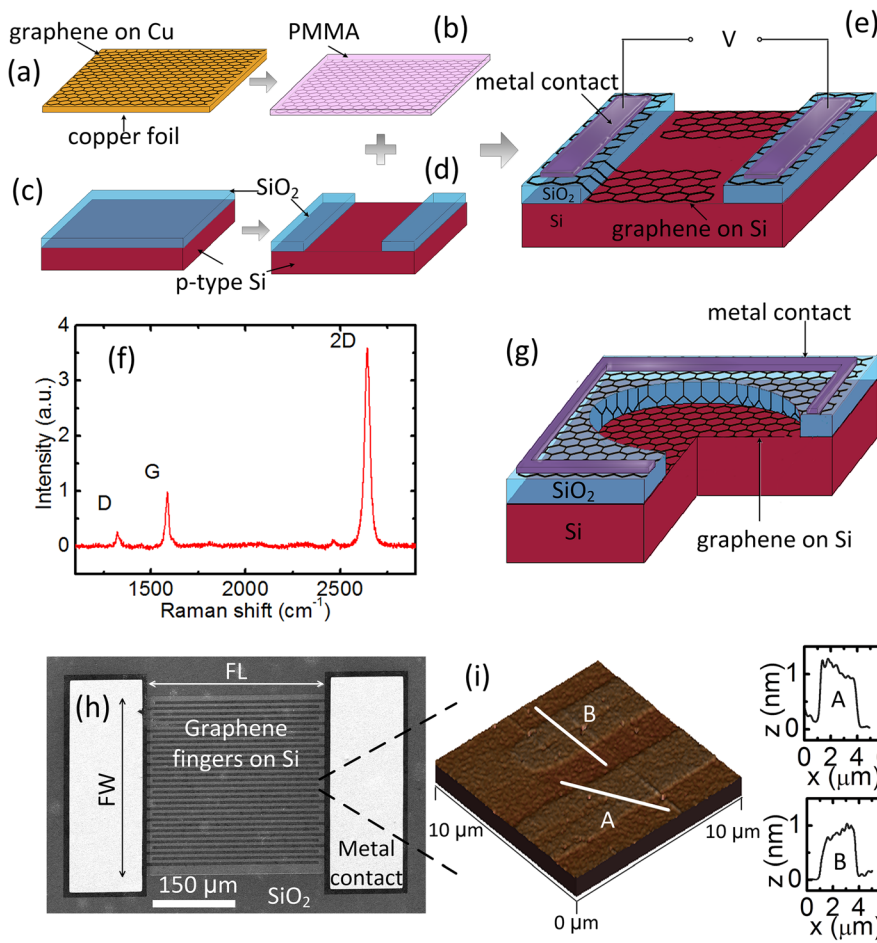 graphene on Cu
(a)
copper foil
PMMA
(b)
V
(e)
metal contact
SiO2
Si
graphene on Si
(c)
SiO2
(d)
p-type Si
(f)
4
3
2
1
0
Intensity (a.u.)
D
G
2D
1500
2000
2500
Raman shift (cm-1)
metal contact
(g)
SiO2
Si
graphene on Si
(h)
FL
Graphene
fingers on Si
FW
Metal
contact
150 μm
SiO2
(i)
B
A
10 μm
10 μm
0 μm
z (nm)
1
0
A
0 2 4 6
x (μm)
z (nm)
1
0
B
0 2 4 6
x (μm)